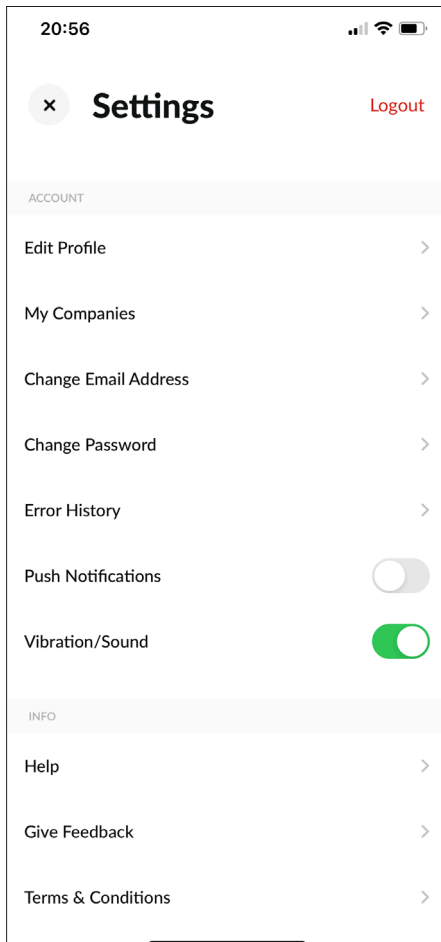 20:56
Settings
Logout
ACCOUNT
Edit Profile
My Companies
Change Email Address
Change Password
Error History
Push Notifications
Vibration/Sound
INFO
Help
Give Feedback
Terms & Conditions